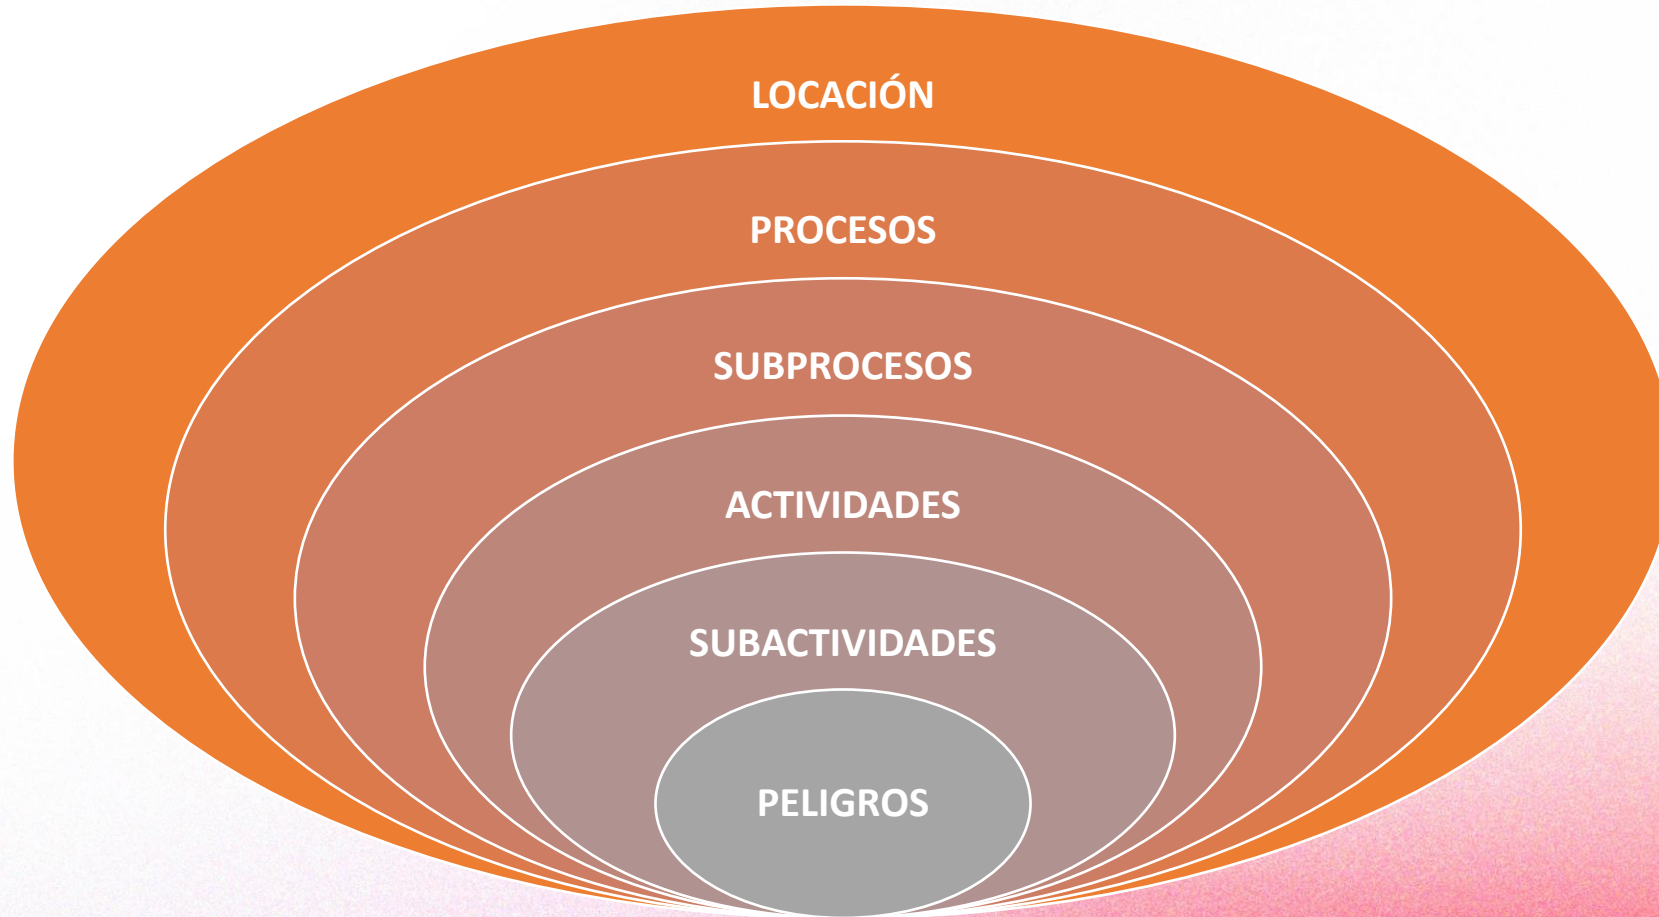 LOCACIÓN
PROCESOS
SUBPROCESOS
ACTIVIDADES
SUBACTIVIDADES
PELIGROS